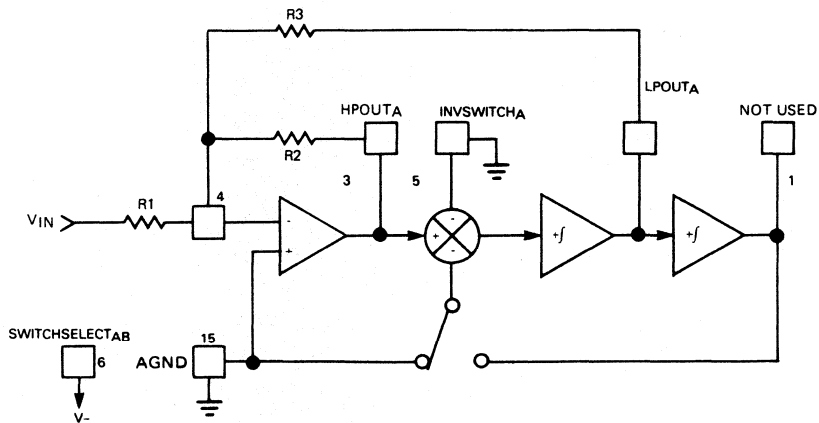 R3
LPOUTA
HPOUTA
INVSWITCHA
NOT USED
R2
3
5
1
R1
4
VIN
-
+
+
-
-
+∫
+∫
SWITCHSELECTAB
6
V-
15
AGND